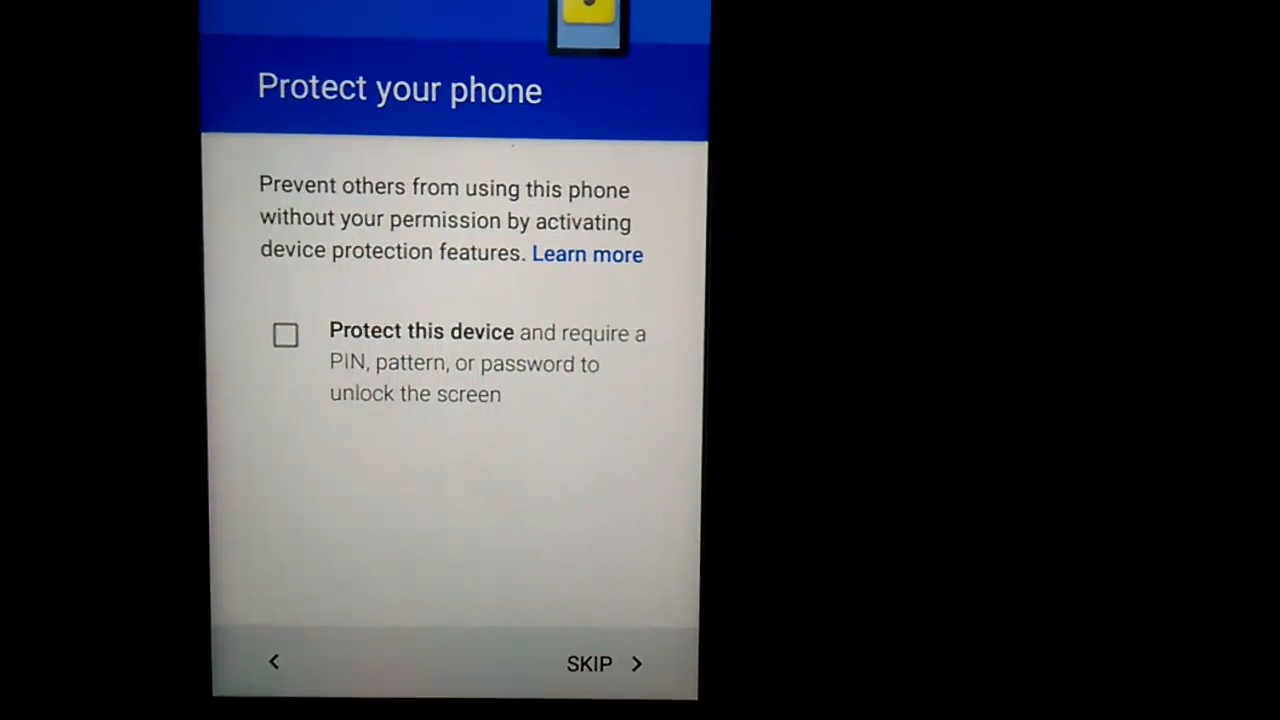 Protect your phone
Prevent others from using this phone
without your permission by activating
device protection features. Learn more
Protect this device and require a
PIN, pattern, or password to
unlock the screen
SKIP